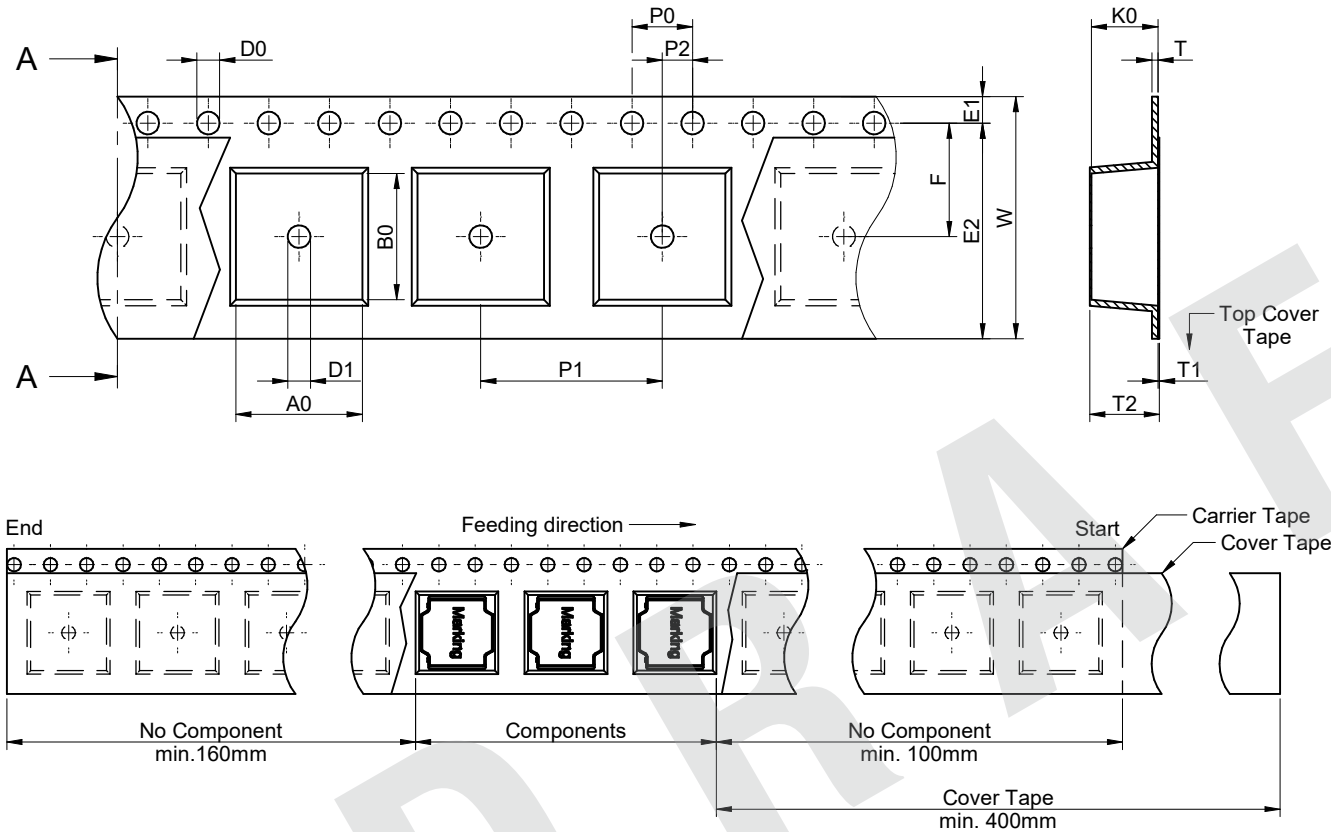 P0
K0
A
D0
P2
T
E1
F
B0
E2
W
Top Cover
Tape
A
D1
P1
T1
A0
T2
End
Feeding direction
Start
Carrier Tape
Cover Tape
Marking
Marking
Marking
No Component
min.160mm
Components
No Component
min. 100mm
Cover Tape
min. 400mm
D R A F